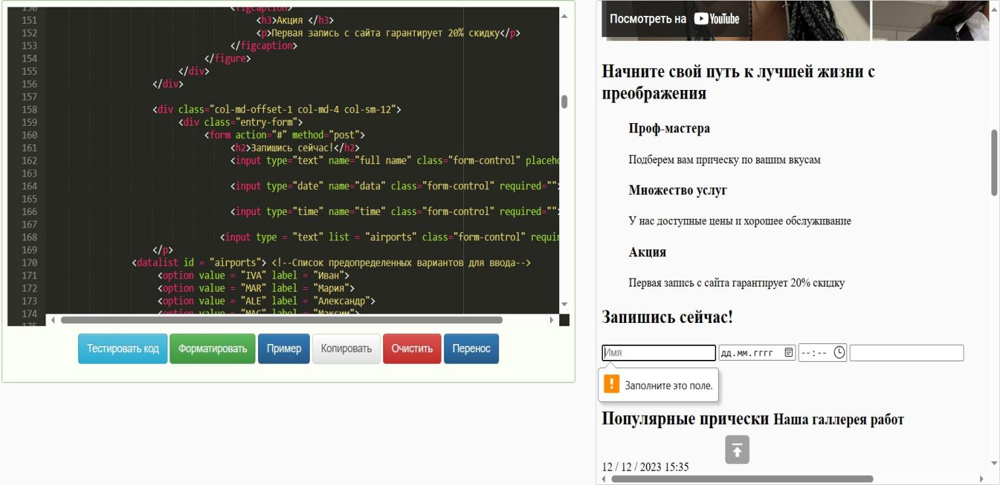 150 <figcaption>
151 <h3>Акция </h3>
152 <p>Первая запись с сайта гарантирует 20% скидку</p>
153 </figcaption>
154 </figure>
155 </div>
156 </div>
157
158 <div class="col-md-offset-1 col-md-4 col-sm-12">
159 <div class="entry-form">
160 <form action="#" method="post">
161 <h2>Запишись сейчас!</h2>
162 <input type="text" name="full name" class="form-control" placeho
163
164 <input type="date" name="data" class="form-control" required="">
165
166 <input type="time" name="time" class="form-control" required="">
167
168 <input type = "text" list = "airports" class="form-control" requir
169 </p>
170 <datalist id = "airports"> <!--Список предопределенных вариантов для ввода-->
171 <option value = "IVA" label = "Иван">
172 <option value = "MAR" label = "Мария">
173 <option value = "ALE" label = "Александр">
174 <option value = "MAC" label = "Максим">
175
Тестировать код Форматировать Пример Копировать Очистить Перенос
Посмотреть на YouTube
Начните свой путь к лучшей жизни с
преображения
Проф-мастера
Подберем вам прическу по вашим вкусам
Множество услуг
У нас доступные цены и хорошее обслуживание
Акция
Первая запись с сайта гарантирует 20% скидку
Запишись сейчас!
Имя дд.мм.гггг --:--
Заполните это поле.
Популярные прически Наша галлерея работ
12 / 12 / 2023 15:35